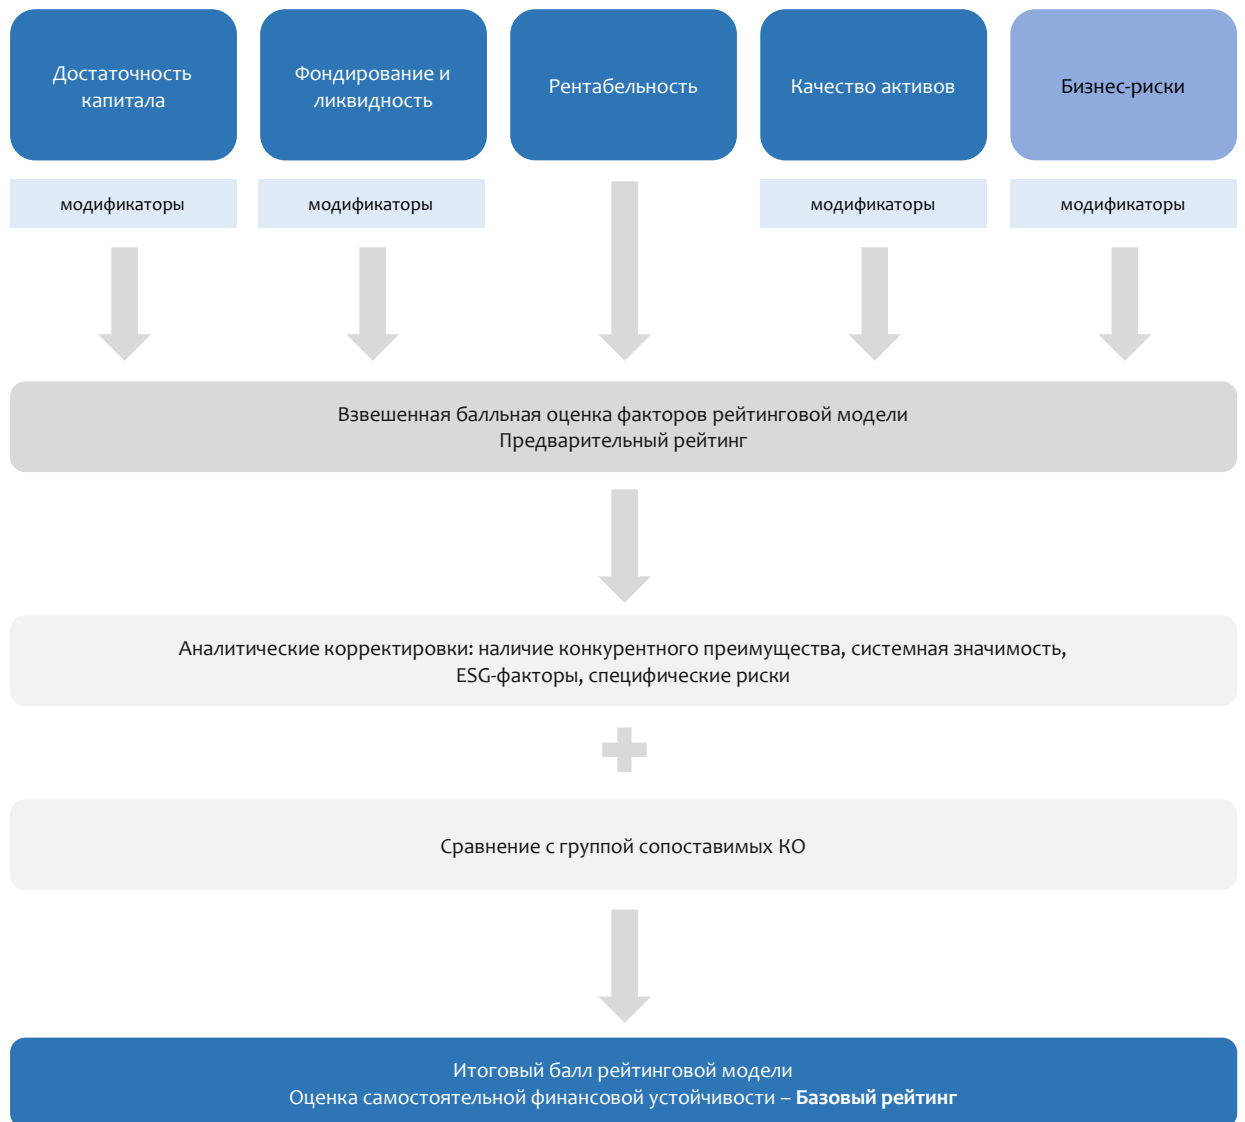 Достаточность
капитала
Фондирование и
ликвидность
Рентабельность
Качество активов
Бизнес-риски
модификаторы
модификаторы
модификаторы
модификаторы
Взвешенная балльная оценка факторов рейтинговой модели
Предварительный рейтинг
Аналитические корректировки: наличие конкурентного преимущества, системная значимость,
ESG-факторы, специфические риски
Сравнение с группой сопоставимых КО
Итоговый балл рейтинговой модели
Оценка самостоятельной финансовой устойчивости – Базовый рейтинг